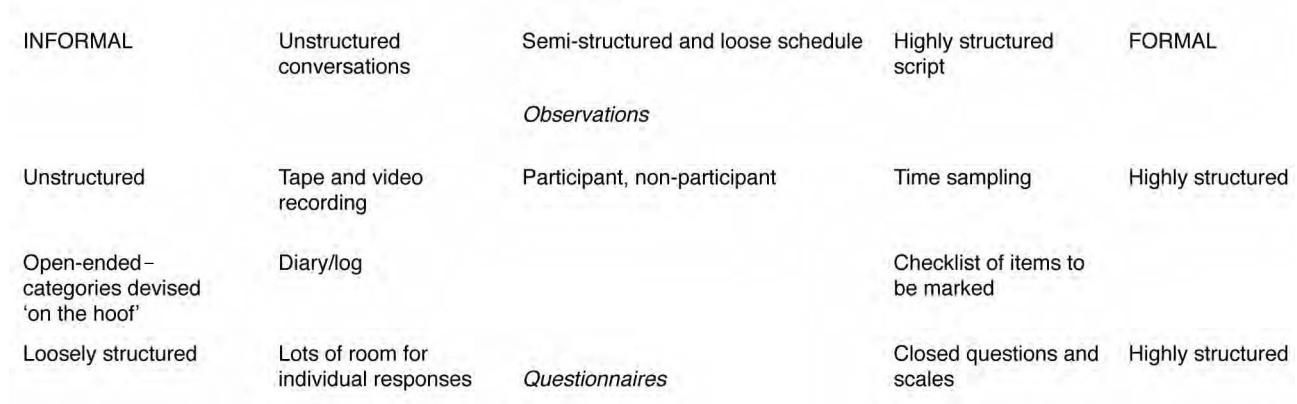 INFORMAL
Unstructured
conversations
Semi-structured and loose schedule
Highly structured
script
FORMAL
Observations
Unstructured
Tape and video
recording
Participant, non-participant
Time sampling
Highly structured
Open-ended–
categories devised
‘on the hoof’
Diary/log
Checklist of items to
be marked
Loosely structured
Lots of room for
individual responses
Questionnaires
Closed questions and
scales
Highly structured